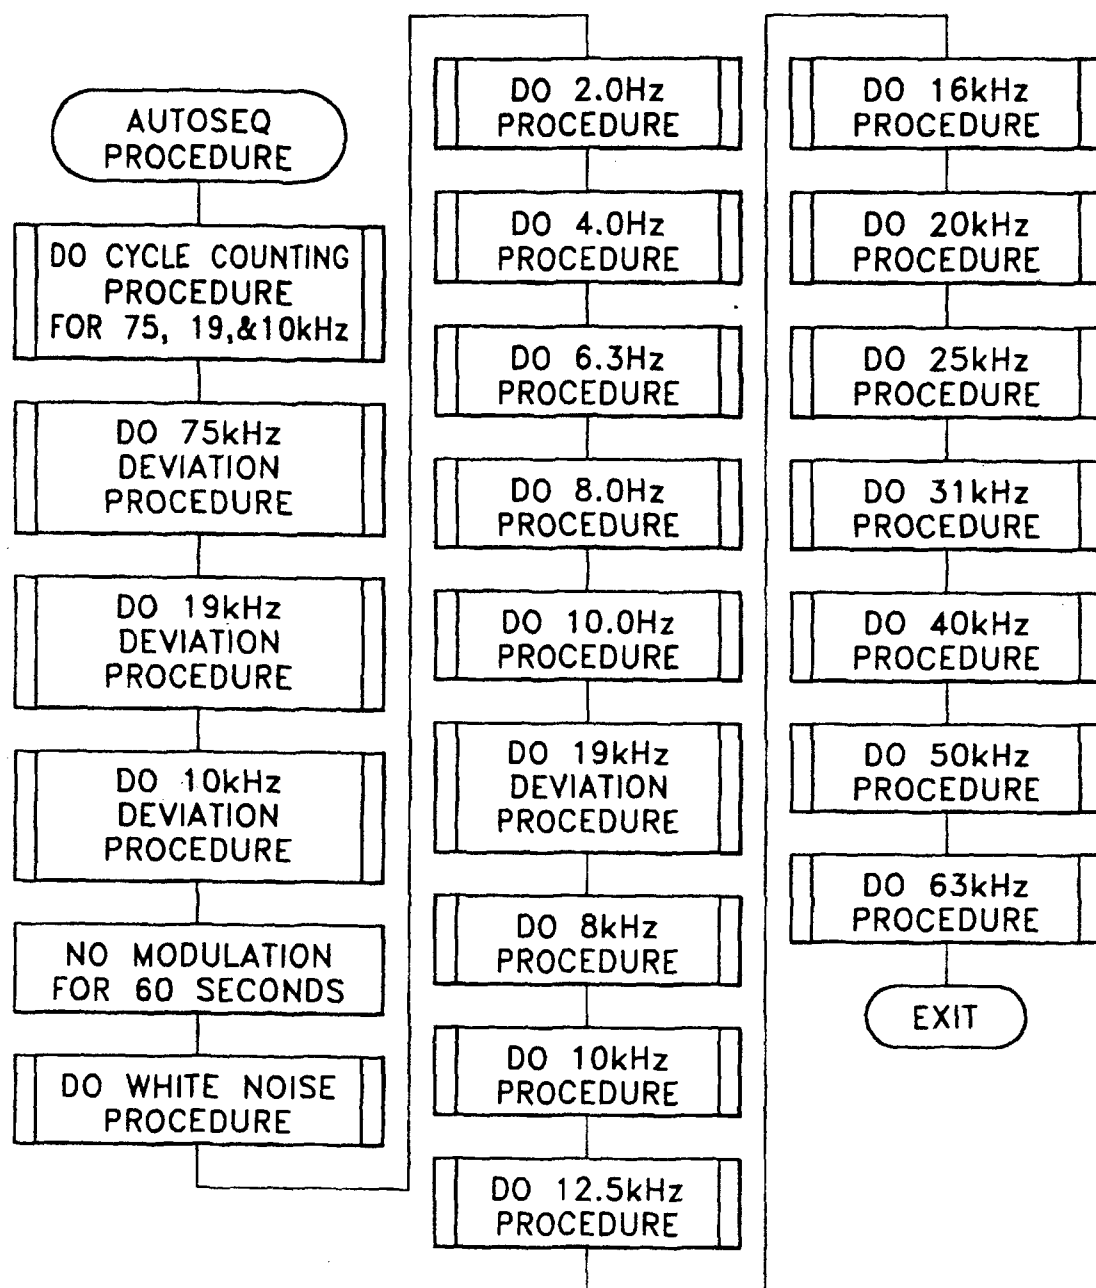 AUTOSEQ
PROCEDURE
DO CYCLE COUNTING
PROCEDURE
FOR 75, 19,&10kHz
DO 75kHz
DEVIATION
PROCEDURE
DO 19kHz
DEVIATION
PROCEDURE
DO 10kHz
DEVIATION
PROCEDURE
NO MODULATION
FOR 60 SECONDS
DO WHITE NOISE
PROCEDURE
DO 2.0Hz
PROCEDURE
DO 4.0Hz
PROCEDURE
DO 6.3Hz
PROCEDURE
DO 8.0Hz
PROCEDURE
DO 10.0Hz
PROCEDURE
DO 19kHz
DEVIATION
PROCEDURE
DO 8kHz
PROCEDURE
DO 10kHz
PROCEDURE
DO 12.5kHz
PROCEDURE
DO 16kHz
PROCEDURE
DO 20kHz
PROCEDURE
DO 25kHz
PROCEDURE
DO 31kHz
PROCEDURE
DO 40kHz
PROCEDURE
DO 50kHz
PROCEDURE
DO 63kHz
PROCEDURE
EXIT